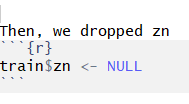 Then, we dropped zn
```{r}
train$zn <- NULL
```